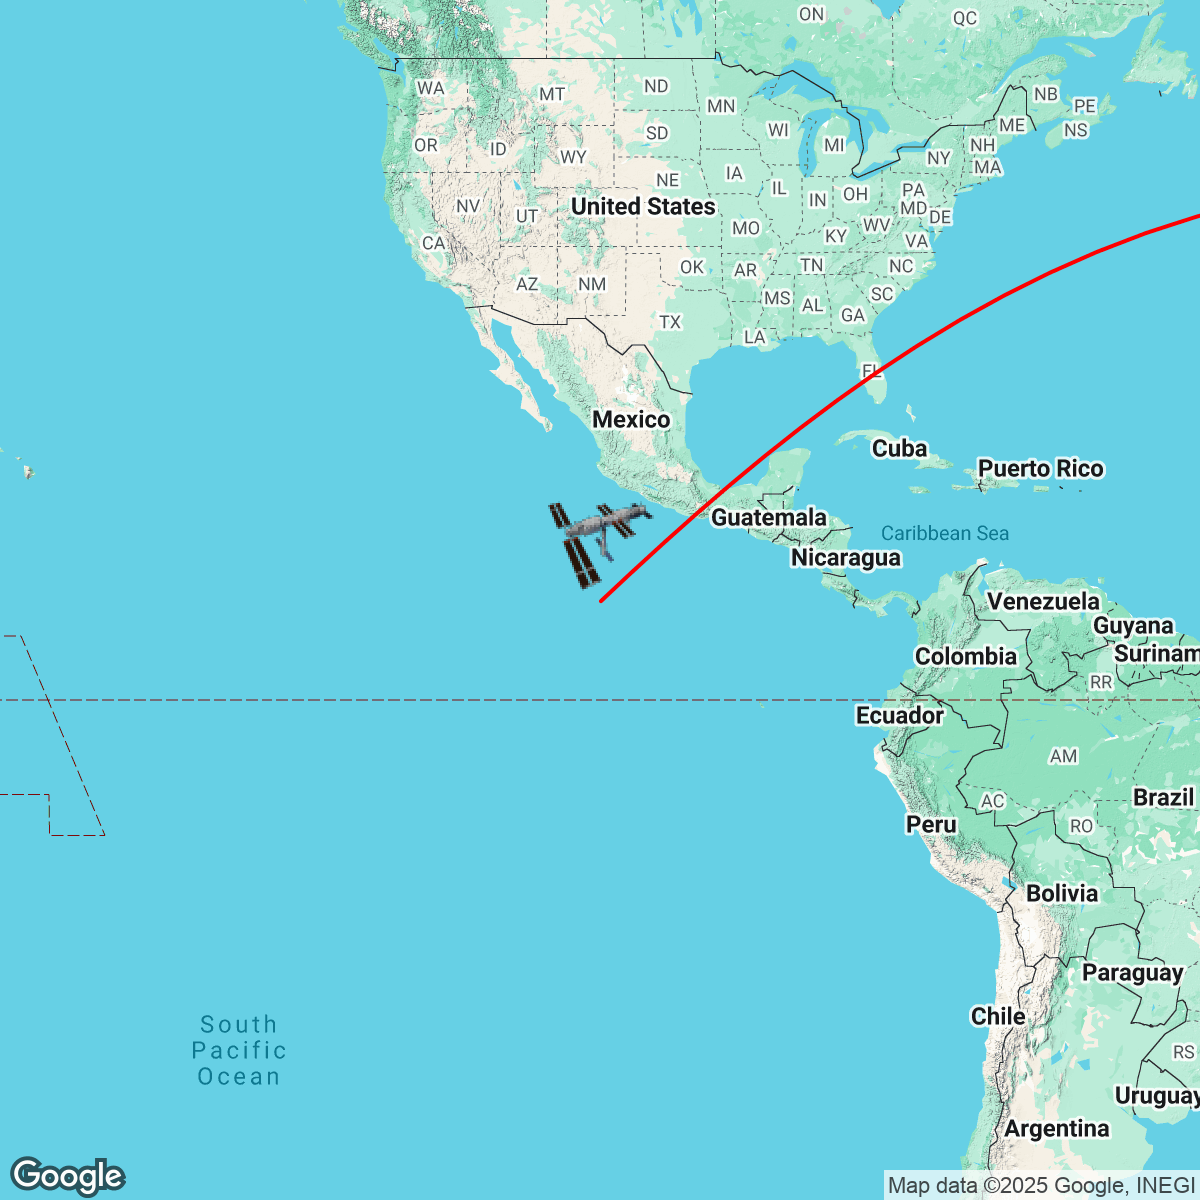 ON
QC
WA
MT
ND
MN
NB
PE
OR
ID
SD
WI
MI
ME
NS
WY
NY
NH
MA
NE
IA
IL
IN
OH
PA
MD
DE
NV
UT
United States
MO
KY
WV
VA
CA
AZ
NM
OK
AR
TN
NC
MS
AL
SC
GA
TX
LA
FL
Mexico
Cuba
Puerto Rico
Guatemala
Caribbean Sea
Nicaragua
Venezuela
Guyana
Surinam
Colombia
RR
Ecuador
AM
AC
Brazil
Peru
RO
Bolivia
Paraguay
Chile
South
Pacific
Ocean
RS
Uruguay
Argentina
Google
Map data ©2025 Google, INEGI